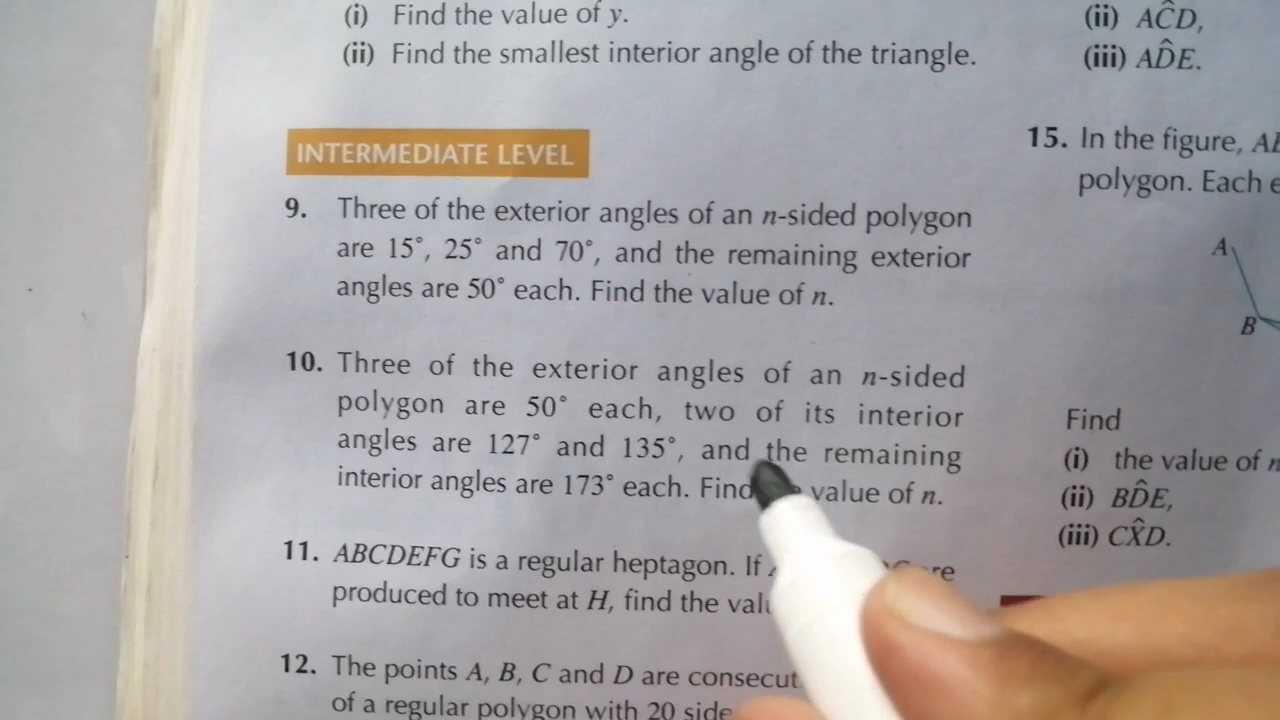 (i) Find the value of y.
(ii) Find the smallest interior angle of the triangle.
INTERMEDIATE LEVEL
9. Three of the exterior angles of an n-sided polygon
are 15°, 25° and 70°, and the remaining exterior
angles are 50° each. Find the value of n.
10. Three of the exterior angles of an n-sided
polygon are 50° each, two of its interior
angles are 127° and 135°, and the remaining
interior angles are 173° each. Find value of n.
11. ABCDEFG is a regular heptagon. If
produced to meet at H, find the
12. The points A, B, C and D are
of a regular polygon with 20
(ii) AĈD,
(iii) AD̂E.
15. In the figure,
polygon. Each
A
B
Find
(i) the value of
(ii) BD̂E,
(iii) CX̂D.